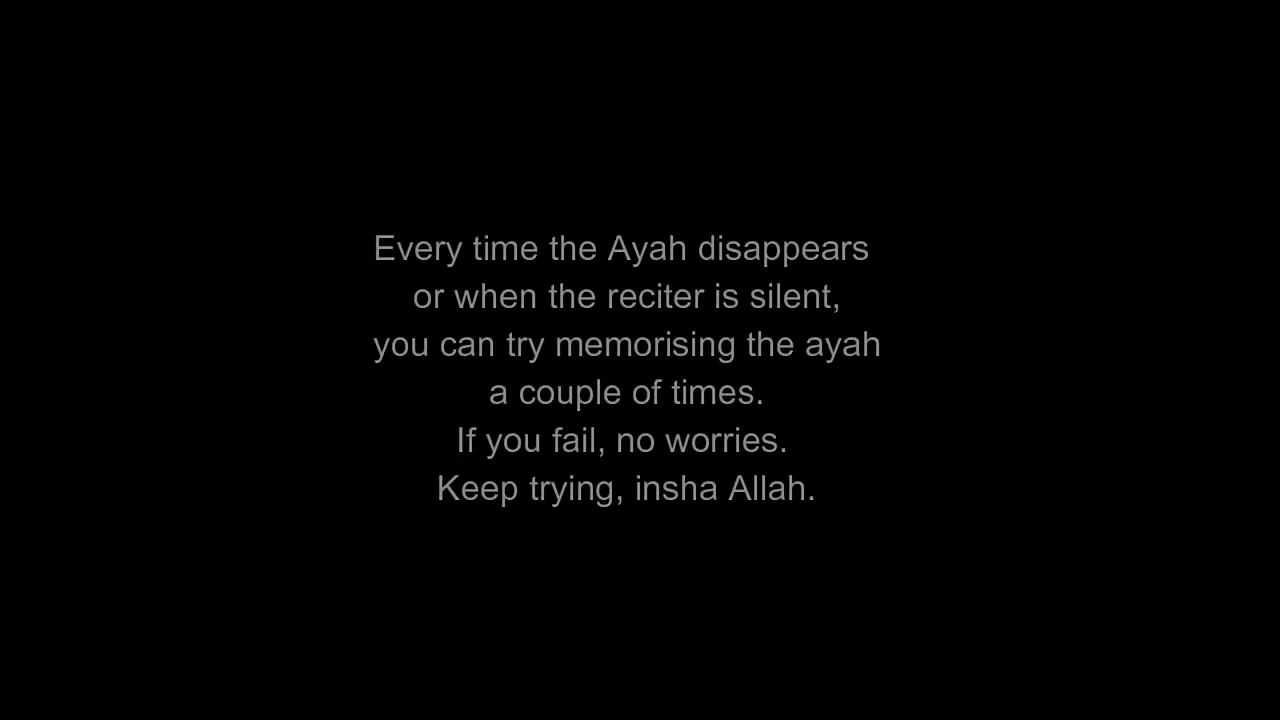 Every time the Ayah disappears
or when the reciter is silent,
you can try memorising the ayah
a couple of times.
If you fail, no worries.
Keep trying, insha Allah.